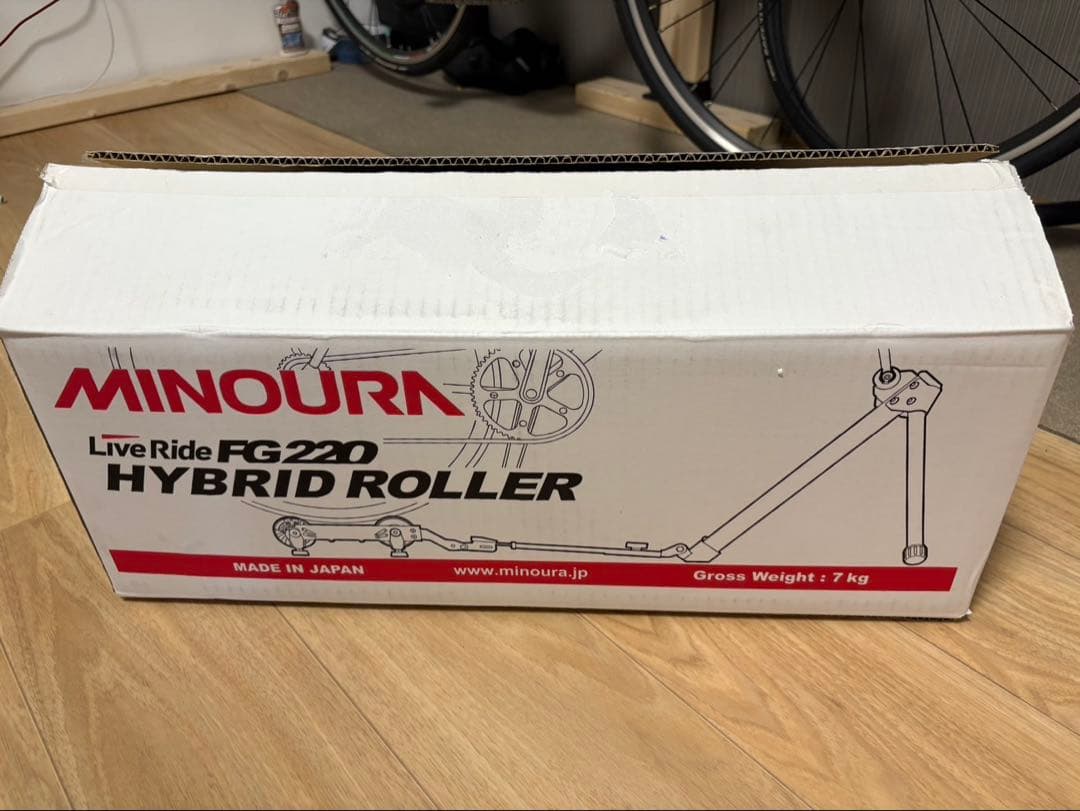 MINOURA
Live Ride FG220
HYBRID ROLLER
MADE IN JAPAN
www.minoura.jp
Gross Weight : 7 kg